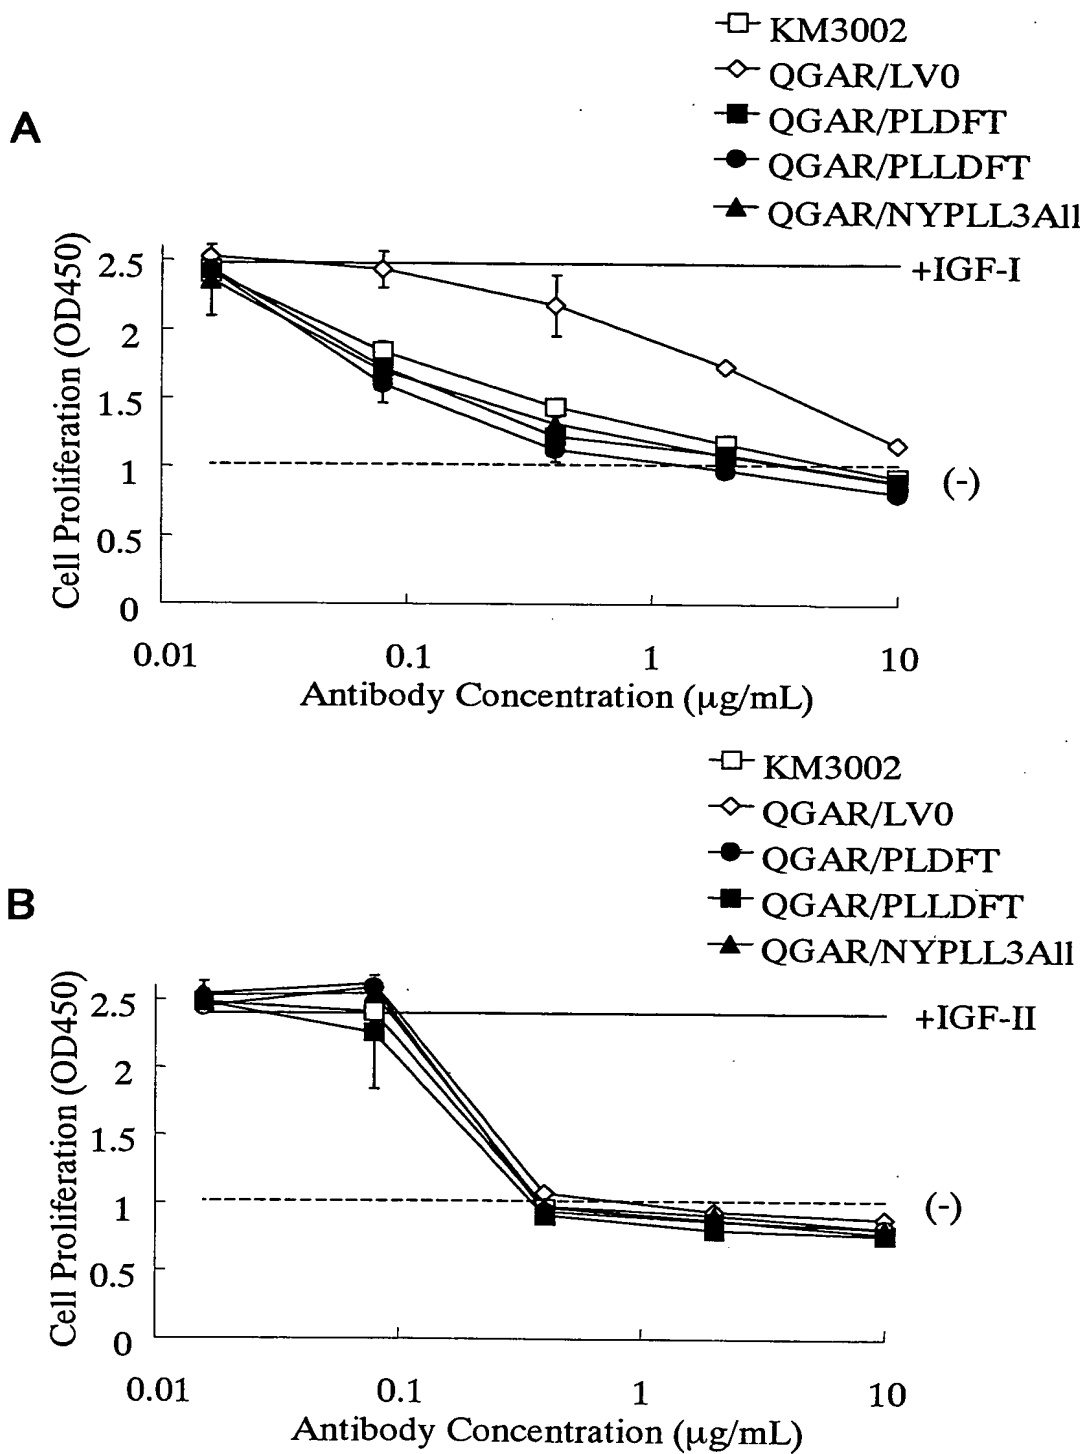 KM3002
QGAR/LV0
QGAR/PLDFT
QGAR/PLLDFT
QGAR/NYPLL3All
A
Cell Proliferation (OD450)
2.5
2
1.5
1
0.5
0
+IGF-I
(-)
0.01 0.1 1 10
Antibody Concentration (μg/mL)
KM3002
QGAR/LV0
QGAR/PLDFT
QGAR/PLLDFT
QGAR/NYPLL3All
B
Cell Proliferation (OD450)
2.5
2
1.5
1
0.5
0
+IGF-II
(-)
0.01 0.1 1 10
Antibody Concentration (μg/mL)